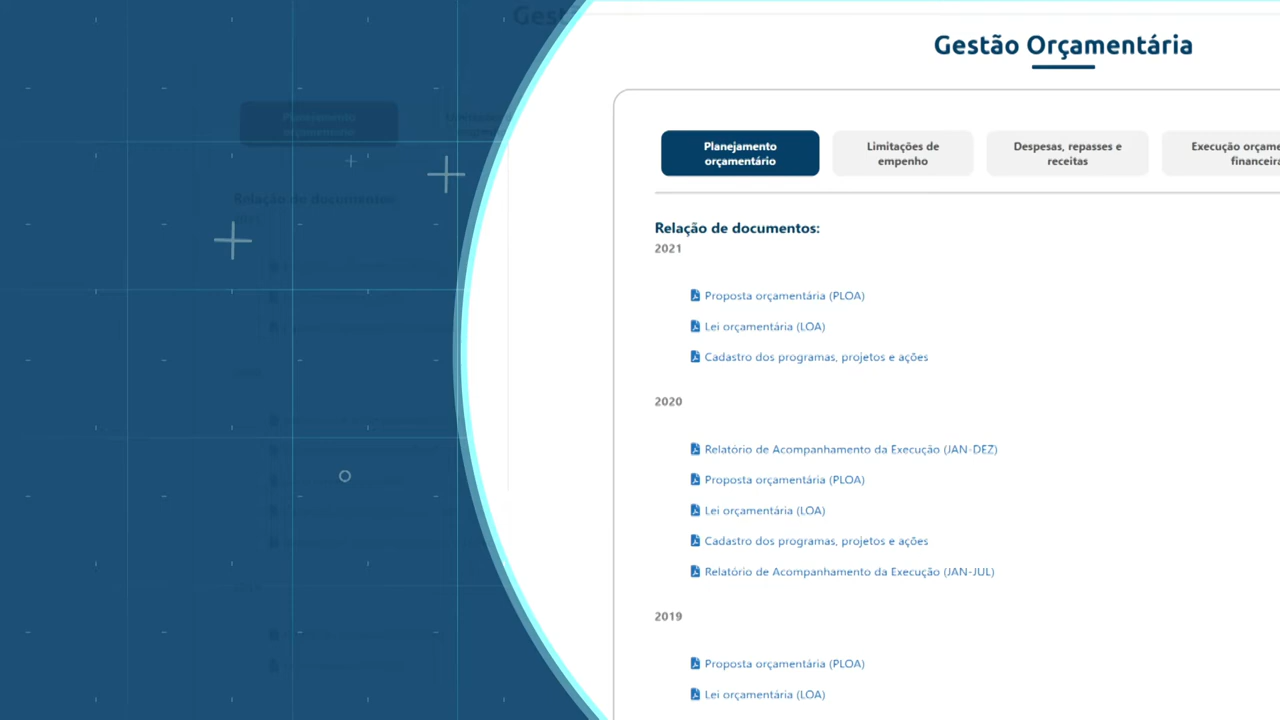 Gestão Orçamentária
Planejamento
orçamentário
Limitações de
empenho
Despesas, repasses e
receitas
Relação de documentos:
2021
Proposta orçamentária (PLOA)
Lei orçamentária (LOA)
Cadastro dos programas, projetos e ações
2020
Relatório de Acompanhamento da Execução (JAN-DEZ)
Proposta orçamentária (PLOA)
Lei orçamentária (LOA)
Cadastro dos programas, projetos e ações
Relatório de Acompanhamento da Execução (JAN-JUL)
2019
Proposta orçamentária (PLOA)
Lei orçamentária (LOA)